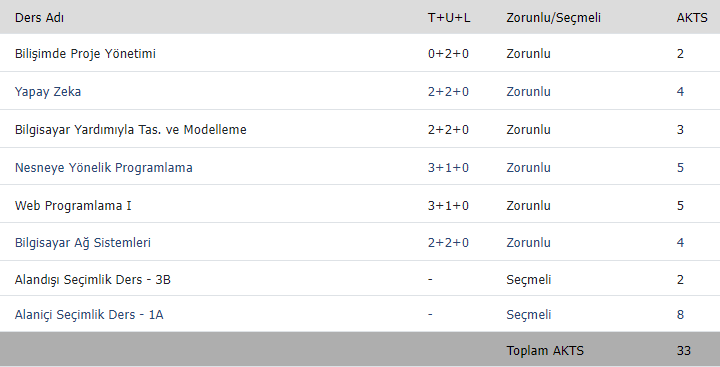 Ders Adı T+U+L Zorunlu/Seçmeli AKTS
Bilişimde Proje Yönetimi 0+2+0 Zorunlu 2
Yapay Zeka 2+2+0 Zorunlu 4
Bilgisayar Yardımıyla Tas. ve Modelleme 2+2+0 Zorunlu 3
Nesneye Yönelik Programlama 3+1+0 Zorunlu 5
Web Programlama I 3+1+0 Zorunlu 5
Bilgisayar Ağ Sistemleri 2+2+0 Zorunlu 4
Alandışı Seçimlik Ders - 3B - Seçmeli 2
Alaniçi Seçimlik Ders - 1A - Seçmeli 8
Toplam AKTS 33